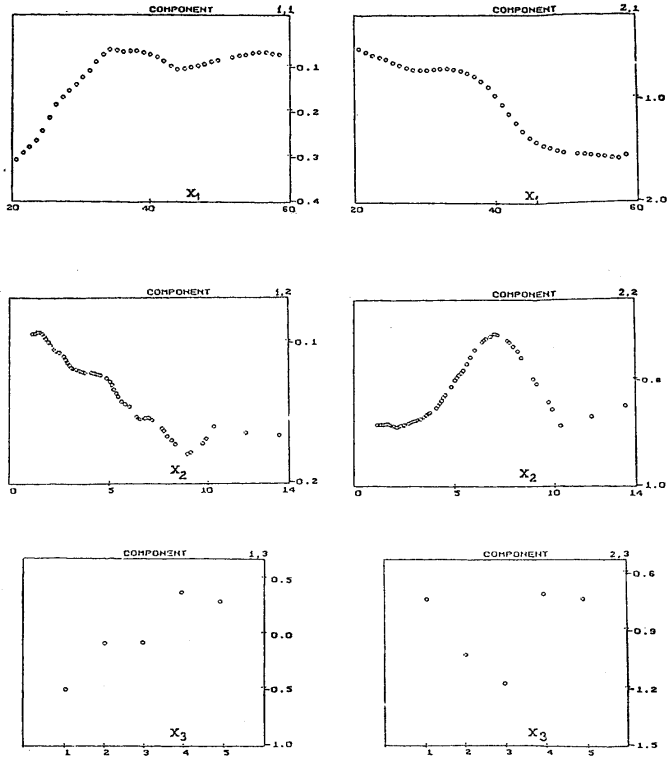 COMPONENT 1,1
-0.1
-0.2
-0.3
-0.4
20 40 60
X1
COMPONENT 2,1
-1.0
-2.0
20 40 60
X1
COMPONENT 1,2
-0.1
-0.2
0 5 10 14
X2
COMPONENT 2,2
-0.8
-1.0
0 5 10 14
X2
COMPONENT 1,3
0.5
0.0
-0.5
-1.0
1 2 3 4 5
X3
COMPONENT 2,3
-0.6
-0.9
-1.2
-1.5
1 2 3 4 5
X3